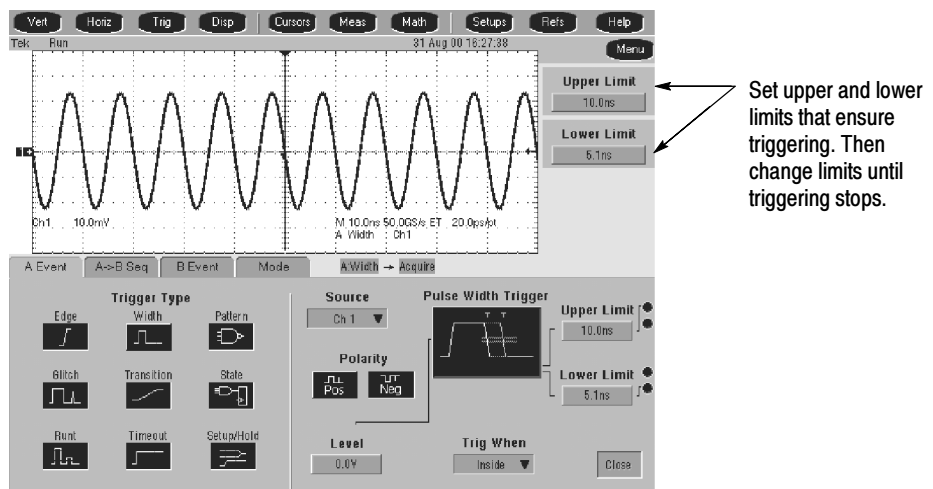 Vert Horiz Trig Disp Cursors Meas Math Setups Refs Help
Tek Run 31 Aug 00 16:27:38
Menu
Upper Limit
10.0ns
Lower Limit
5.1ns
Set upper and lower
limits that ensure
triggering. Then
change limits until
triggering stops.
1
Ch1 10.0mV M 10.0ns 50.0GS/s ET 20.0ps/pt
A Width Ch1
A Event A->B Seq B Event Mode A:Width → Acquire
Trigger Type
Edge Width Pattern
Glitch Transition State
Runt Timeout Setup/Hold
Source
Ch 1
Polarity
Pos Neg
Level
0.0V
Pulse Width Trigger
T T
Upper Limit
10.0ns
Lower Limit
5.1ns
Trig When
Inside
Close